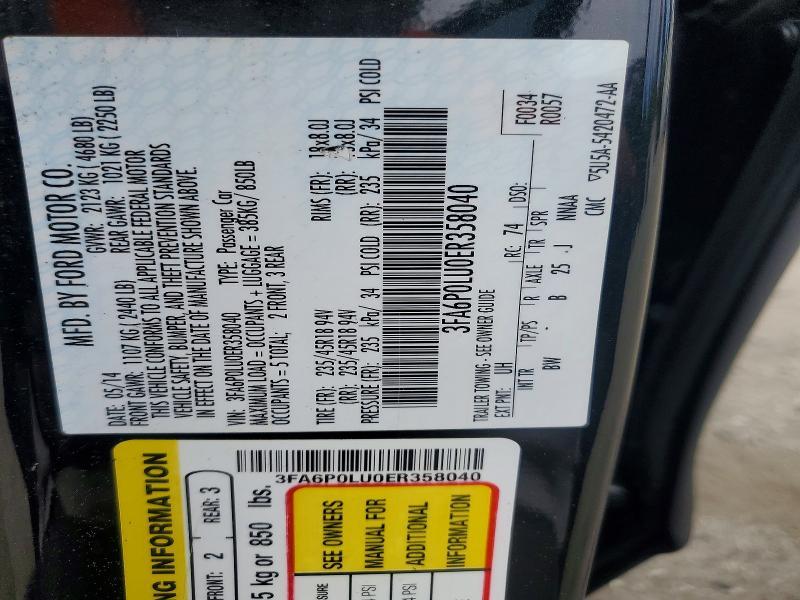 MFD. BY FORD MOTOR CO.
DATE: 05/14 GVWR: 2123 KG ( 4680 LB)
FRONT GAWR: 1107 KG ( 2440 LB) REAR GAWR: 1021 KG ( 2250 LB)
THIS VEHICLE CONFORMS TO ALL APPLICABLE FEDERAL MOTOR
VEHICLE SAFETY, BUMPER, AND THEFT PREVENTION STANDARDS
IN EFFECT ON THE DATE OF MANUFACTURE SHOWN ABOVE.
VIN: 3FA6P0LU0ER358040 TYPE: Passenger Car
MAXIMUM LOAD = OCCUPANTS + LUGGAGE = 385KG/ 850LB
OCCUPANTS = 5 TOTAL: 2 FRONT, 3 REAR
TIRE (FR): 235/45R18 94V RIMS (FR): 18x8.0J
(RR): 235/45R18 94V (RR): x8.0J
PRESSURE (FR): 235 kPa/ 34 PSI COLD (RR): 235 kPa/ 34 PSI COLD
3FA6P0LU0ER358040
TRAILER TOWING - SEE OWNER GUIDE
EXT PNT: UH RC: 74 DSO: F0034
R0057
INT TR TP/PS R AXLE TR SPR
BW - B 25 J NNNAA
CMC ▽5U5A-5420472-AA
3FA6P0LU0ER358040
NG INFORMATION
FRONT: 2 REAR: 3
5 kg or 850 lbs.
SEE OWNERS
MANUAL FOR
ADDITIONAL
INFORMATION
SSURE
PSI
PSI